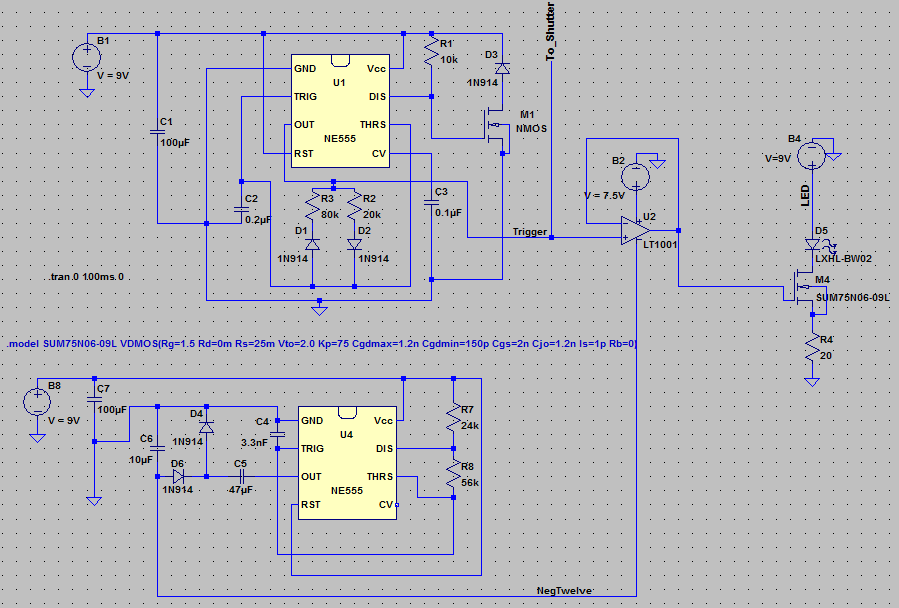 To_Shutter
B1
V = 9V
GND
Vcc
U1
TRIG
DIS
OUT
THRS
NE555
RST
CV
R1
10k
D3
1N914
M1
NMOS
C1
100µF
C2
0.2µF
R3
80k
R2
20k
D1
1N914
D2
1N914
C3
0.1µF
Trigger
B2
V = 7.5V
U2
LT1001
B4
V=9V
LED
D5
LXHL-BW02
M4
SUM75N06-09L
R4
20
.tran 0 100ms 0
.model SUM75N06-09L VDMOS(Rg=1.5 Rd=0m Rs=25m Vto=2.0 Kp=75 Cgdmax=1.2n Cgdmin=150p Cgs=2n Cjo=1.2n Is=1p Rb=0)
B8
V = 9V
C7
100µF
D4
1N914
C6
10µF
D6
1N914
C5
47µF
C4
3.3nF
GND
Vcc
U4
TRIG
DIS
OUT
THRS
NE555
RST
CV
R7
24k
R8
56k
NegTwelve